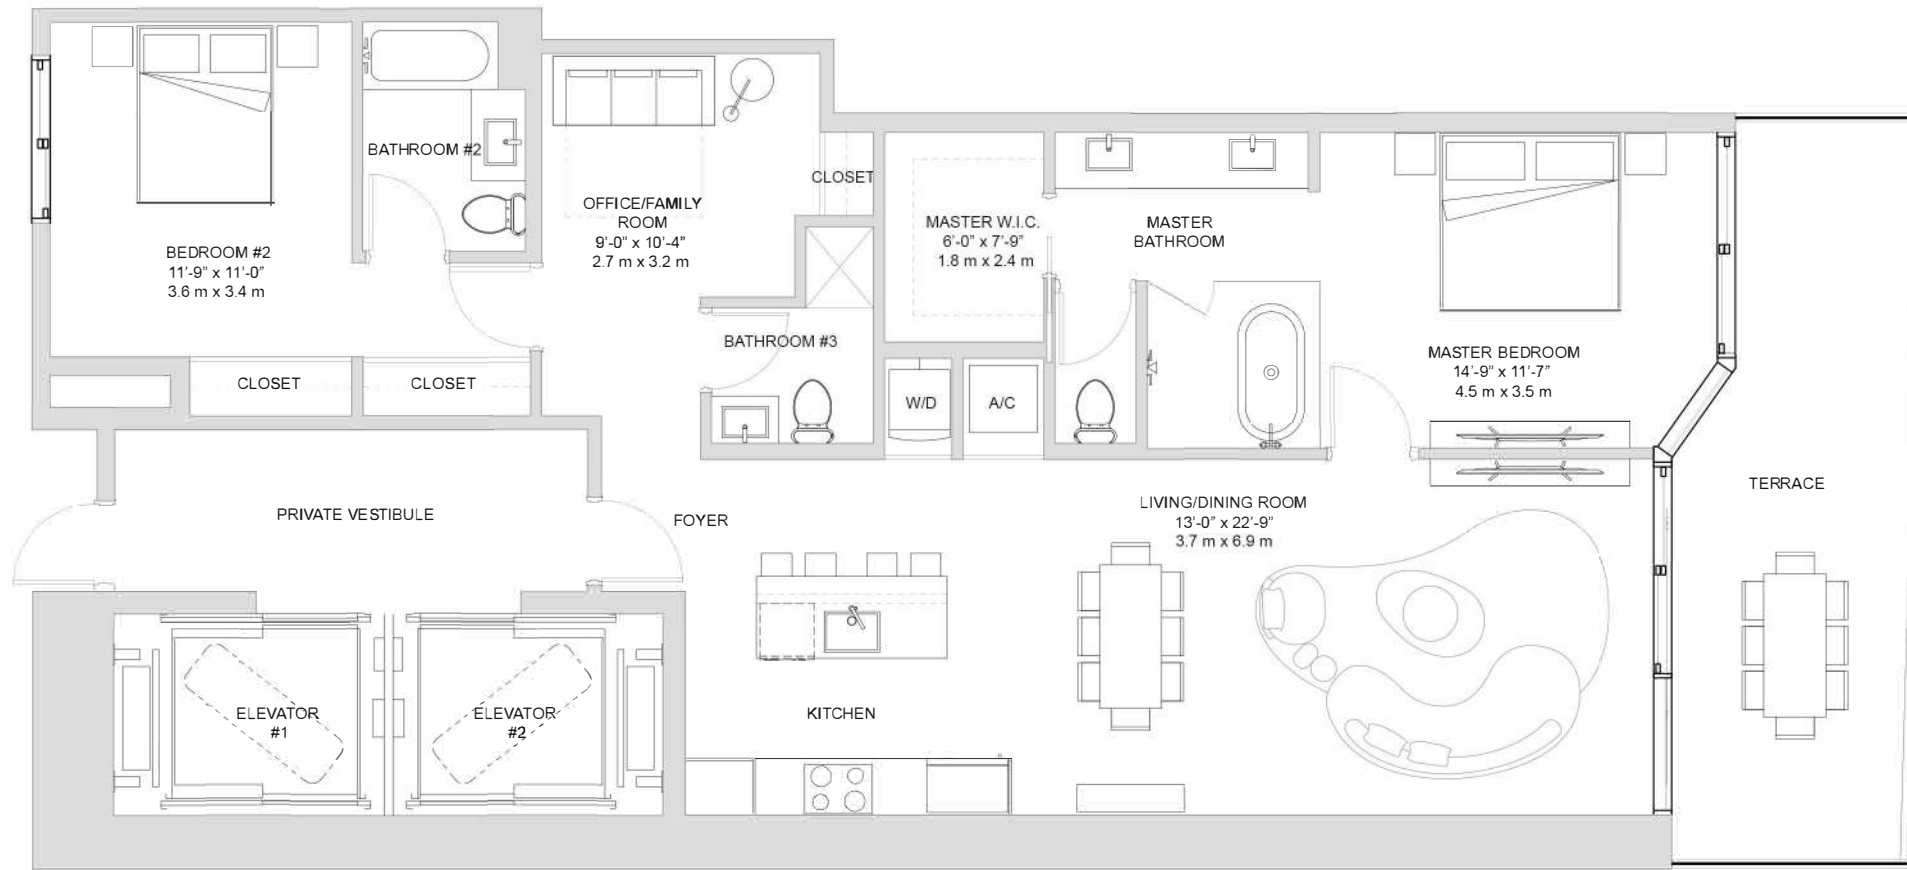 BATHROOM #2
BEDROOM #2
11'-9" x 11'-0"
3.6 m x 3.4 m
OFFICE/FAMILY
ROOM
9'-0" x 10'-4"
2.7 m x 3.2 m
CLOSET
MASTER W.I.C.
6'-0" x 7'-9"
1.8 m x 2.4 m
MASTER
BATHROOM
BATHROOM #3
MASTER BEDROOM
14'-9" x 11'-7"
4.5 m x 3.5 m
CLOSET
CLOSET
W/D
A/C
PRIVATE VESTIBULE
FOYER
LIVING/DINING ROOM
13'-0" x 22'-9"
3.7 m x 6.9 m
TERRACE
ELEVATOR
#1
ELEVATOR
#2
KITCHEN